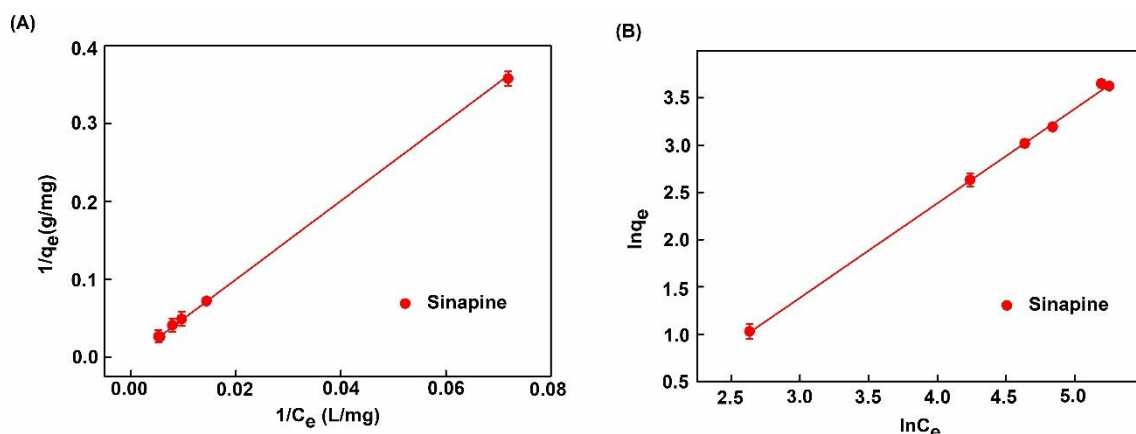 (A)
0.4
0.3
0.2
0.1
0.0
1/qe(g/mg)
Sinapine
0.00 0.02 0.04 0.06 0.08
1/Ce (L/mg)
(B)
3.5
3.0
2.5
2.0
1.5
1.0
0.5
lnqe
Sinapine
2.5 3.0 3.5 4.0 4.5 5.0
lnCe